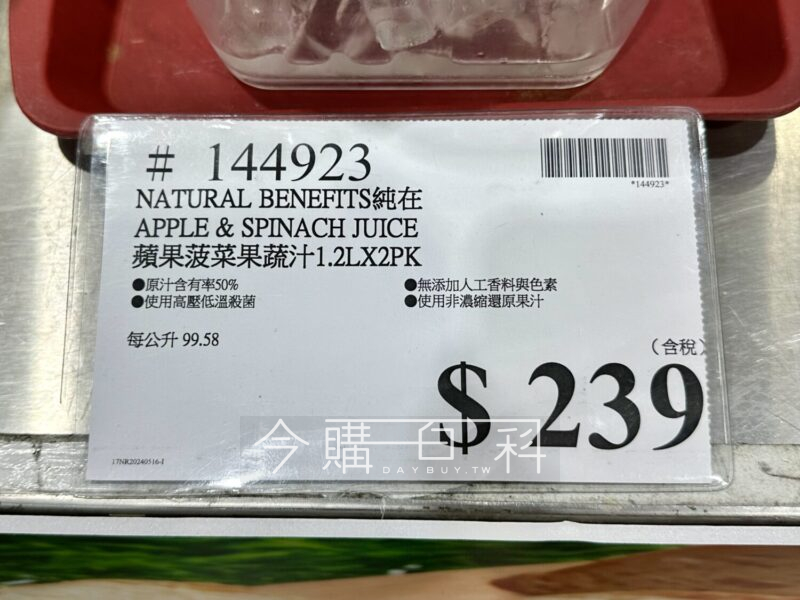 # 144923
*144923*
NATURAL BENEFITS純在
APPLE & SPINACH JUICE
蘋果菠菜果蔬汁1.2LX2PK
●原汁含有率50%
●無添加人工香料與色素
●使用高壓低溫殺菌
●使用非濃縮還原果汁
每公升 99.58
(含稅)
$ 239
今購百科
DAYBUY.TW
17NR20240516-I